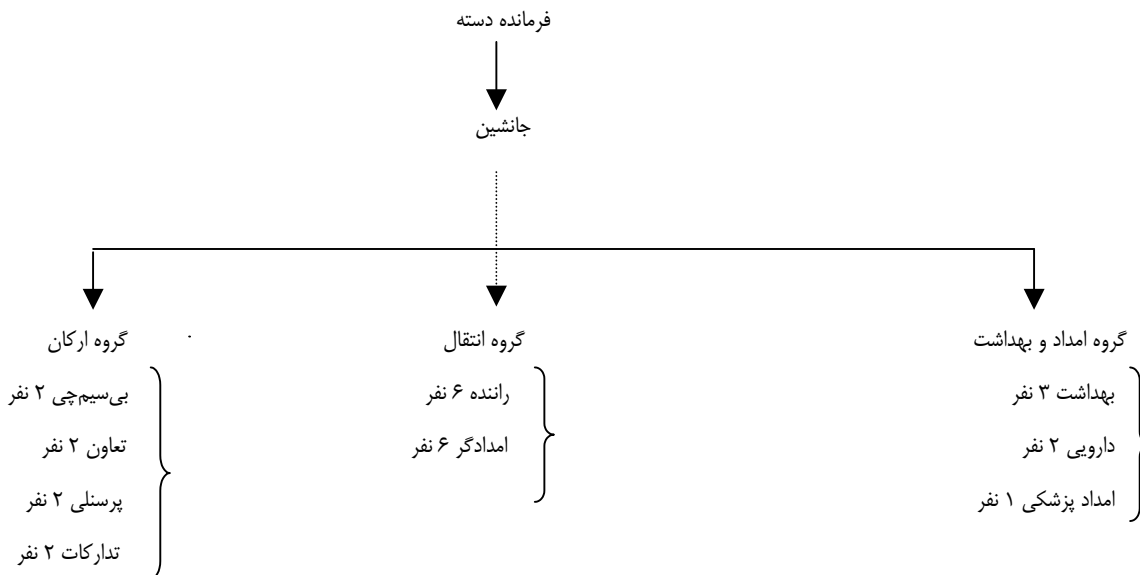 فرمانده دسته
جانشین
گروه امداد و بهداشت
بهداشت ۳ نفر
دارویی ۲ نفر
امداد پزشکی ۱ نفر
گروه انتقال
راننده ۶ نفر
امدادگر ۶ نفر
گروه ارکان
بی‌سیم‌چی ۲ نفر
تعاون ۲ نفر
پرسنلی ۲ نفر
تدارکات ۲ نفر